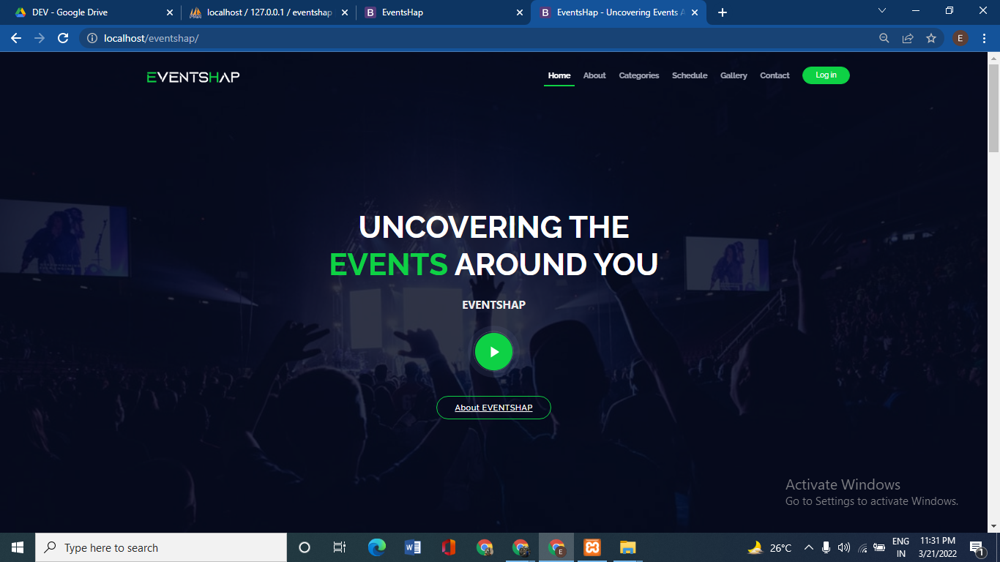 DEV - Google Drive
localhost / 127.0.0.1 / eventshap
EventsHap
EventsHap - Uncovering Events A
localhost/eventshap/
E
EVENTSHAP
Home
About
Categories
Schedule
Gallery
Contact
Log in
UNCOVERING THE
EVENTS AROUND YOU
EVENTSHAP
About EVENTSHAP
Activate Windows
Go to Settings to activate Windows.
Type here to search
26°C
ENG
IN
11:31 PM
3/21/2022
1